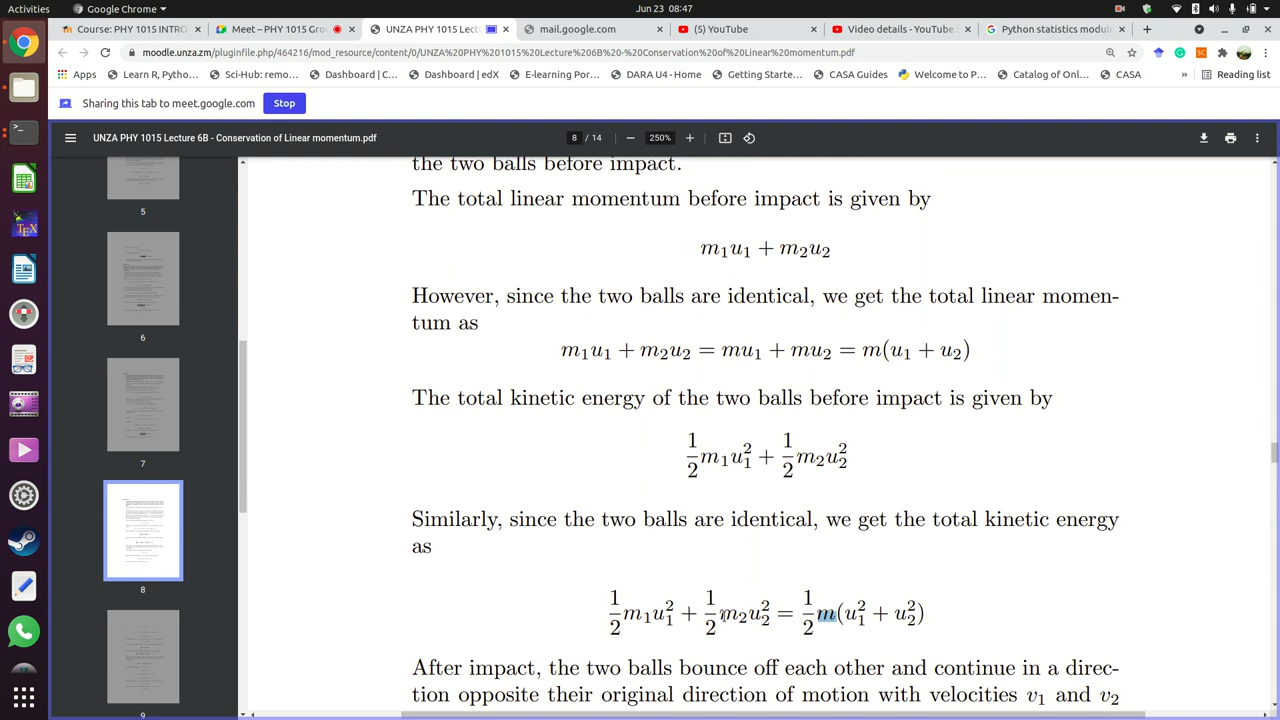 Activities
Google Chrome
Jun 23 08:47
Course: PHY 1015 INTRO
Meet – PHY 1015 Gro
UNZA PHY 1015 Lectu
mail.google.com
(5) YouTube
Video details - YouTube S
Python statistics module
moodle.unza.zm/pluginfile.php/464216/mod_resource/content/0/UNZA%20PHY%201015%20Lecture%206B%20-%20Conservation%20of%20Linear%20momentum.pdf
Apps
Learn R, Pytho...
Sci-Hub: remo...
Dashboard | C...
Dashboard | edX
E-learning Por...
DARA U4 - Home
Getting Starte...
CASA Guides
Welcome to P...
Catalog of Onl...
CASA
»
Reading list
Sharing this tab to meet.google.com
Stop
UNZA PHY 1015 Lecture 6B - Conservation of Linear momentum.pdf
8 / 14
250%
5
6
7
8
9
the two balls before impact.
The total linear momentum before impact is given by
m₁u₁ + m₂u₂
However, since the two balls are identical, we get the total linear momen-
tum as
m₁u₁ + m₂u₂ = mu₁ + mu₂ = m(u₁ + u₂)
The total kinetic energy of the two balls before impact is given by
1/2 m₁u₁² + 1/2 m₂u₂²
Similarly, since the two balls are identical, we get the total kinetic energy
as
1/2 m₁u₁² + 1/2 m₂u₂² = 1/2 m(u₁² + u₂²)
After impact, the two balls bounce off each other and continue in a direc-
tion opposite their original direction of motion with velocities v₁ and v₂